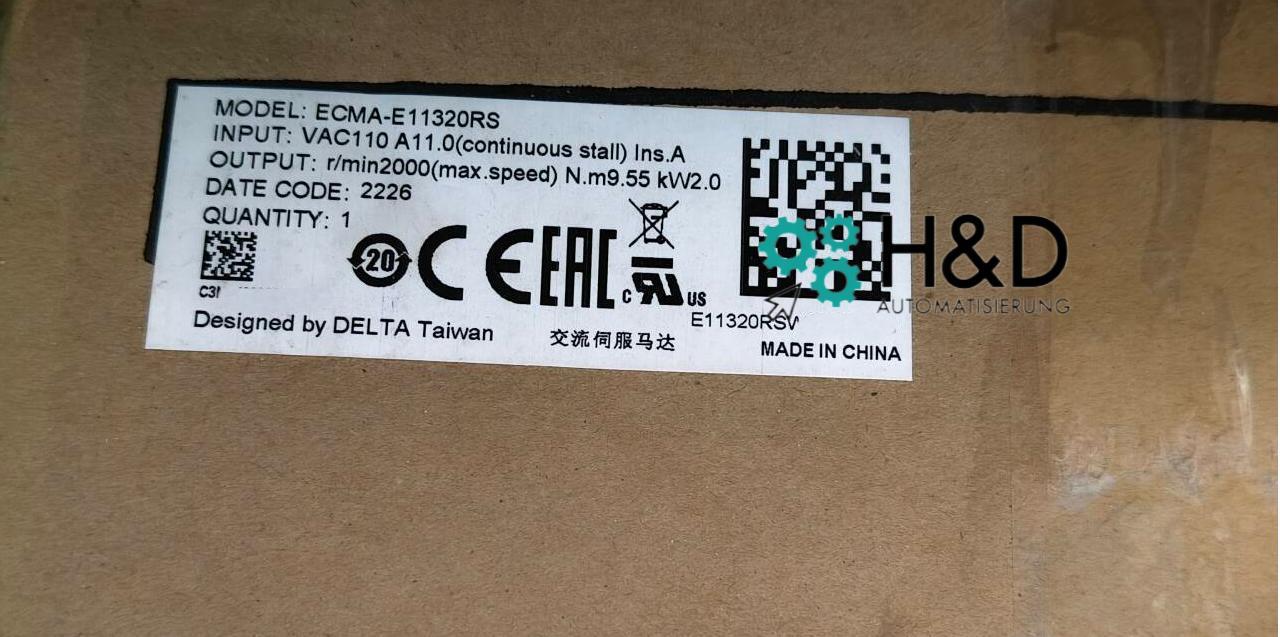 MODEL: ECMA-E11320RS
INPUT: VAC110 A11.0(continuous stall) Ins.A
OUTPUT: r/min2000(max.speed) N.m9.55 kW2.0
DATE CODE: 2226
QUANTITY: 1
20 CE EAC
c RU US
Designed by DELTA Taiwan
交流伺服马达
E11320RSV
MADE IN CHINA
H&D
AUTOMATISIERUNG